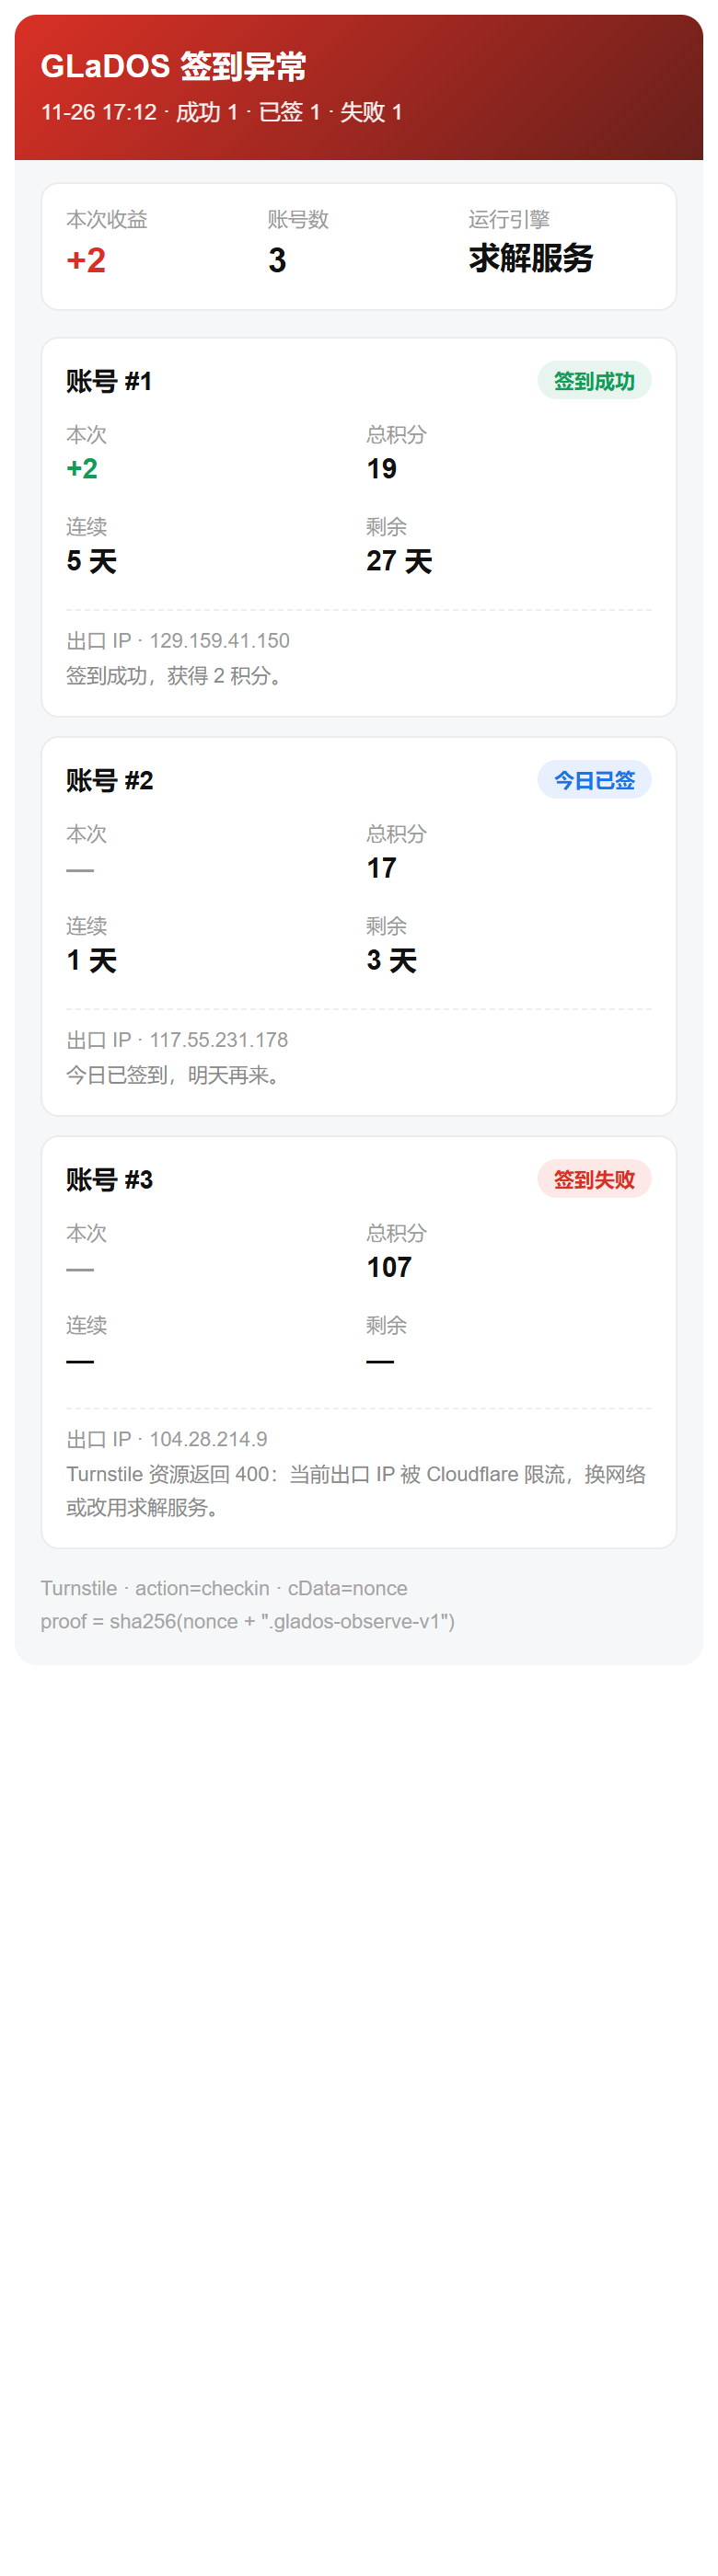 GLaDOS 签到异常
11-26 17:12 · 成功 1 · 已签 1 · 失败 1
本次收益 账号数 运行引擎
+2 3 求解服务
账号 #1 签到成功
本次 总积分
+2 19
连续 剩余
5 天 27 天
出口 IP · 129.159.41.150
签到成功，获得 2 积分。
账号 #2 今日已签
本次 总积分
— 17
连续 剩余
1 天 3 天
出口 IP · 117.55.231.178
今日已签到，明天再来。
账号 #3 签到失败
本次 总积分
— 107
连续 剩余
— —
出口 IP · 104.28.214.9
Turnstile 资源返回 400：当前出口 IP 被 Cloudflare 限流，换网络
或改用求解服务。
Turnstile · action=checkin · cData=nonce
proof = sha256(nonce + ".glados-observe-v1")